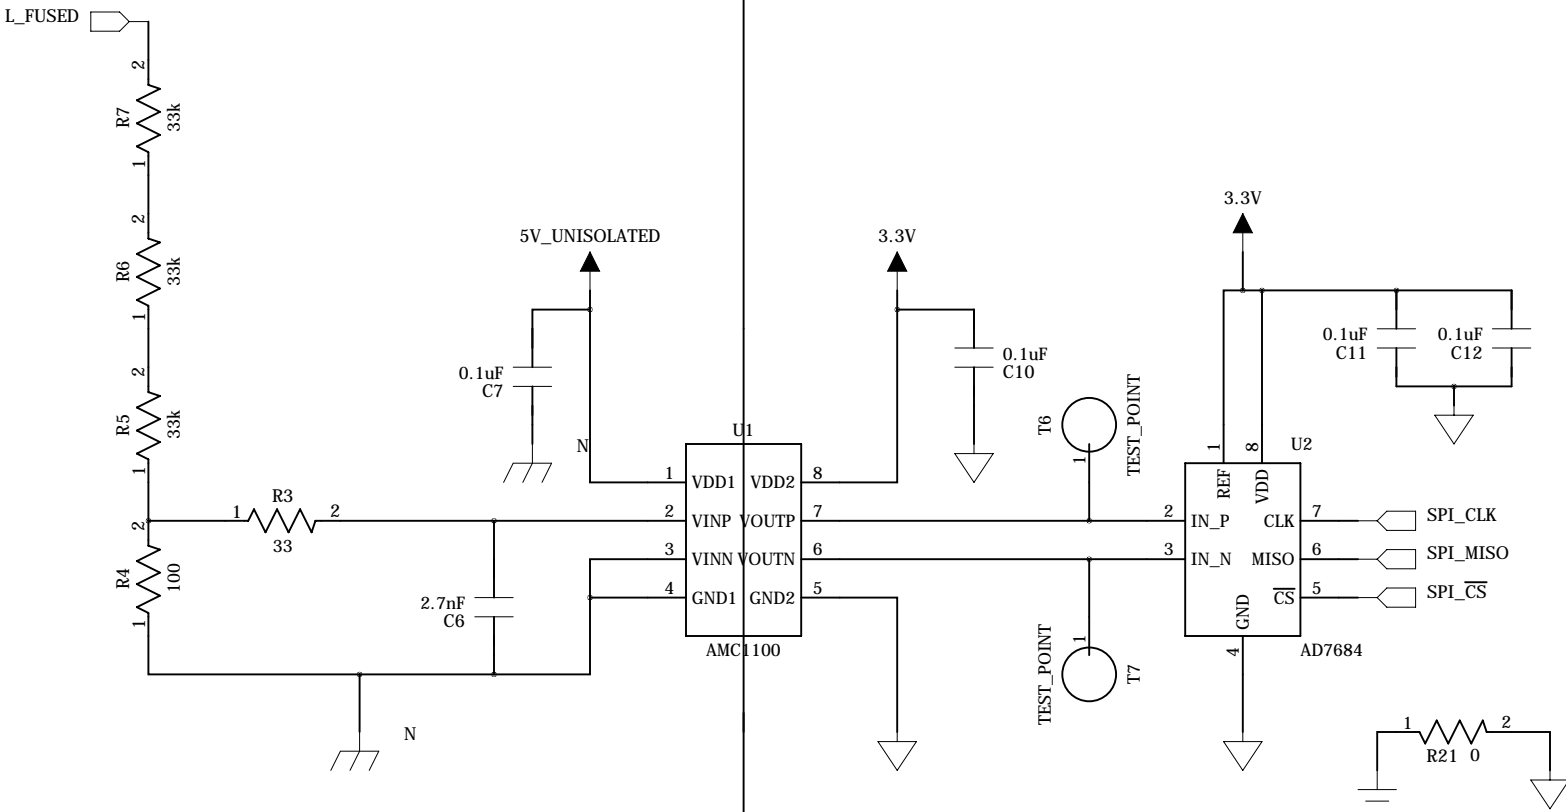 L_FUSED
2
R7
33k
1
2
R6
33k
1
2
R5
33k
1
2
R4
100
1
1
R3
2
33
2.7nF
C6
N
5V_UNISOLATED
0.1uF
C7
N
U1
1
VDD1
VDD2
8
2
VINP
VOUTP
7
3
VINN
VOUTN
6
4
GND1
GND2
5
AMC1100
3.3V
0.1uF
C10
T6
1
TEST_POINT
TEST_POINT
1
T7
3.3V
0.1uF
C11
0.1uF
C12
1
8
U2
REF
VDD
2
IN_P
CLK
7
SPI_CLK
3
IN_N
MISO
6
SPI_MISO
CS
5
SPI_CS
GND
4
AD7684
1
2
R21 0